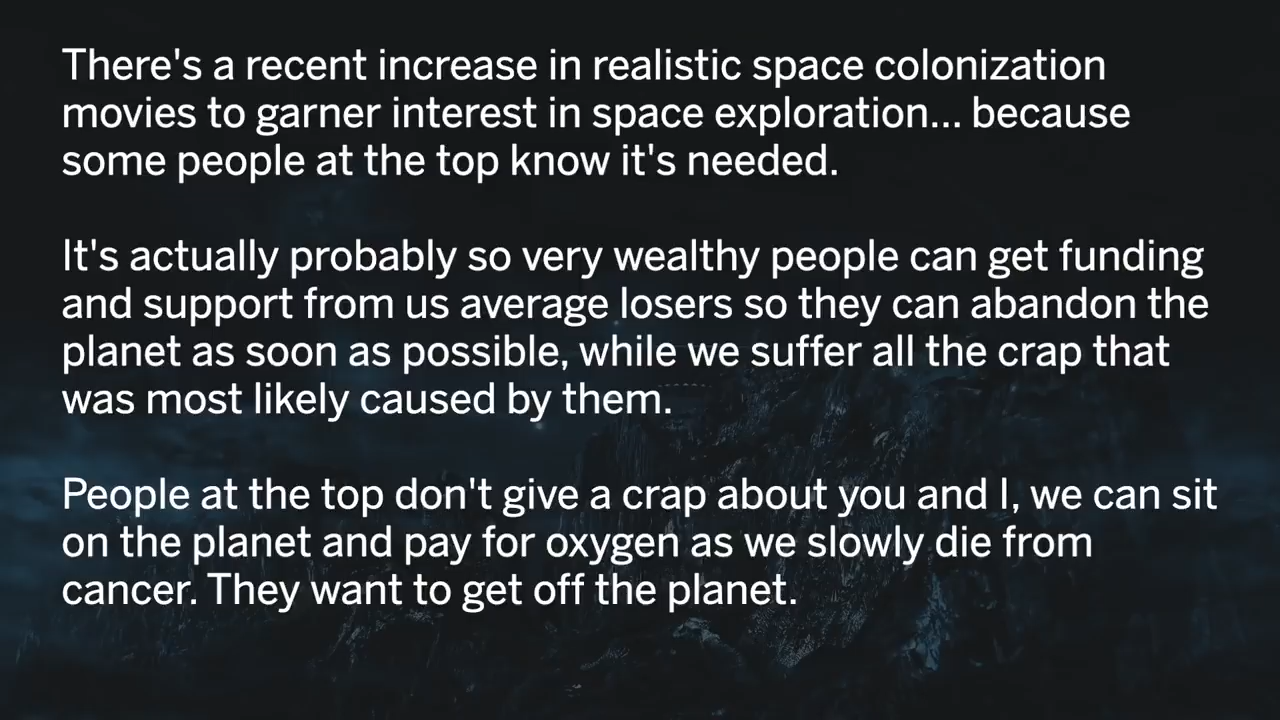 There's a recent increase in realistic space colonization
movies to garner interest in space exploration... because
some people at the top know it's needed.
It's actually probably so very wealthy people can get funding
and support from us average losers so they can abandon the
planet as soon as possible, while we suffer all the crap that
was most likely caused by them.
People at the top don't give a crap about you and I, we can sit
on the planet and pay for oxygen as we slowly die from
cancer. They want to get off the planet.